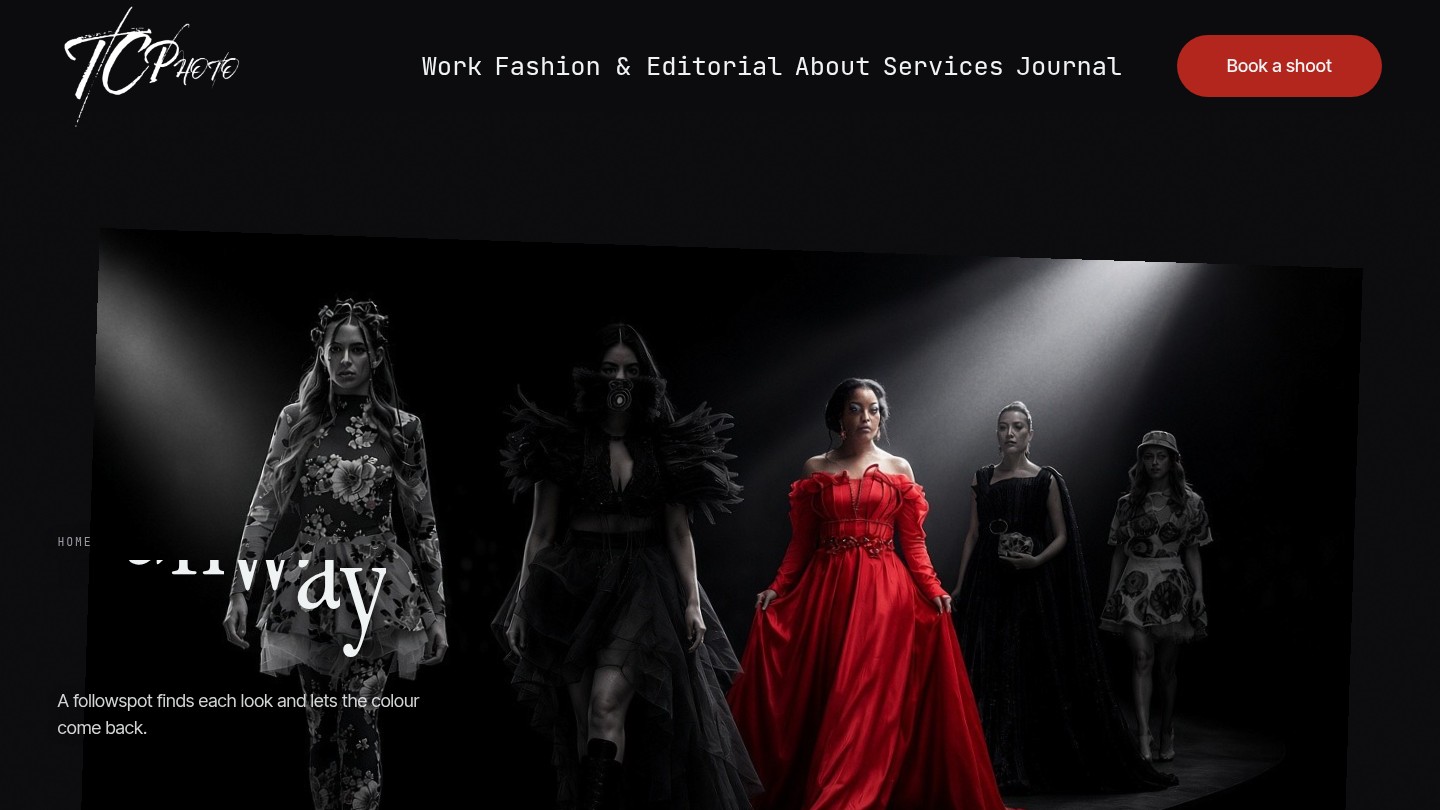 TCPHOTO
Work Fashion & Editorial About Services Journal
Book a shoot
HOME
A followspot finds each look and lets the colour
come back.